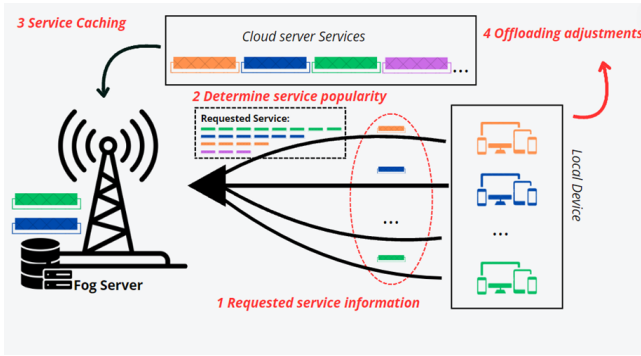 3 Service Caching
Cloud server Services
...
4 Offloading adjustments
2 Determine service popularity
Requested Service:
...
...
Local Device
Fog Server
1 Requested service information